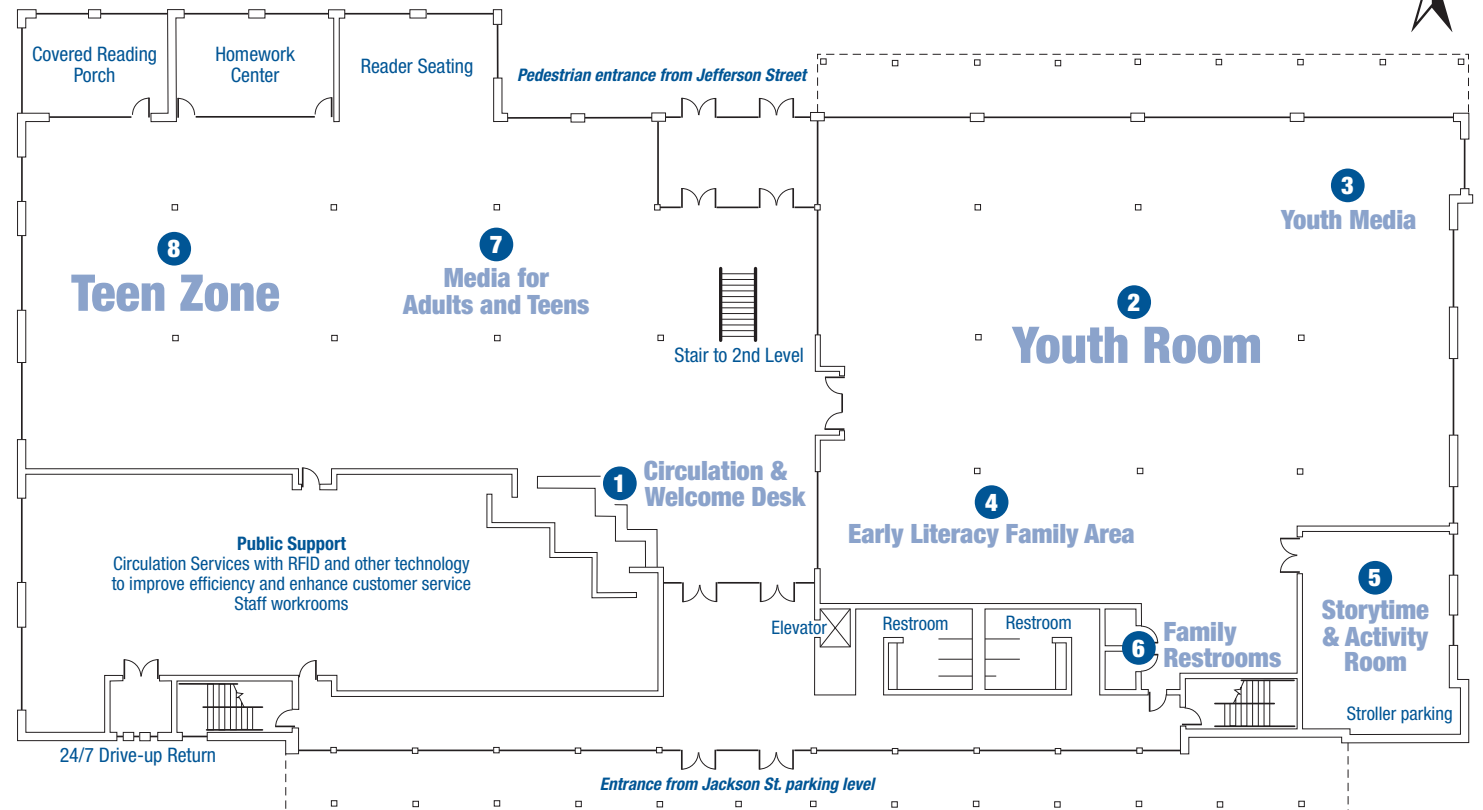 Covered Reading
Porch
Homework
Center
Reader Seating
Pedestrian entrance from Jefferson Street
3
Youth Media
8
Teen Zone
7
Media for
Adults and Teens
2
Youth Room
Stair to 2nd Level
1
Circulation &
Welcome Desk
4
Early Literacy Family Area
Public Support
Circulation Services with RFID and other technology
to improve efficiency and enhance customer service
Staff workrooms
5
Storytime
& Activity
Room
Elevator
Restroom
Restroom
6
Family
Restrooms
Stroller parking
24/7 Drive-up Return
Entrance from Jackson St. parking level